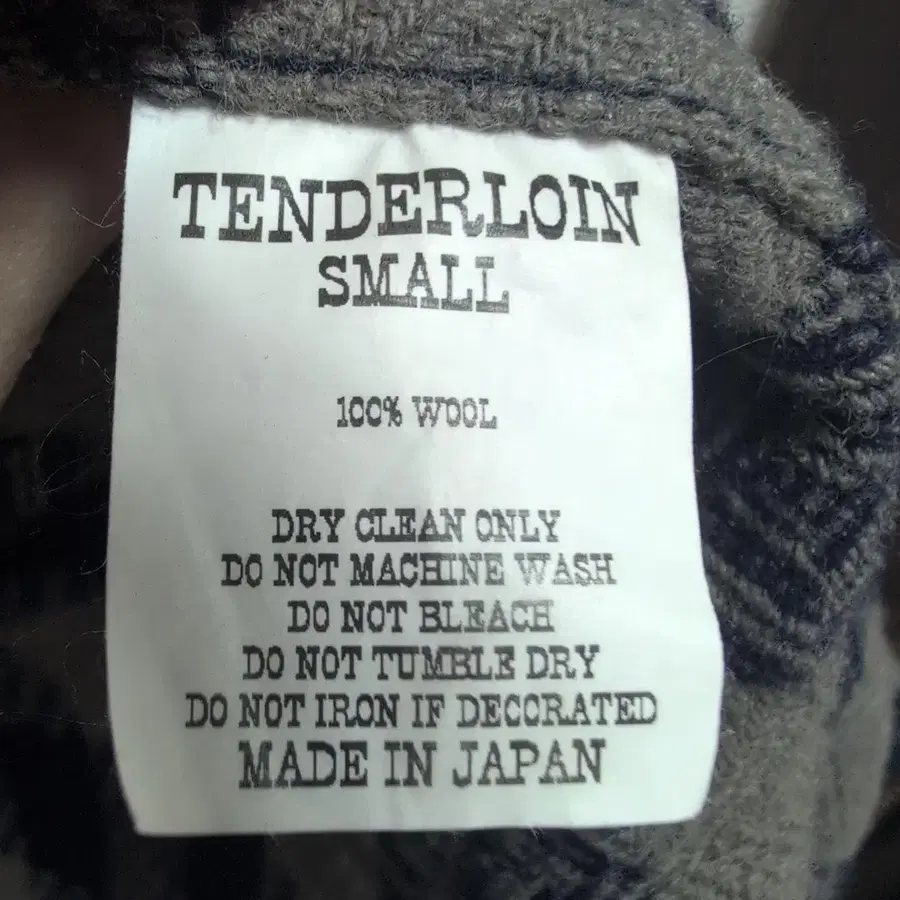 TENDERLOIN
SMALL
100% WOOL
DRY CLEAN ONLY
DO NOT MACHINE WASH
DO NOT BLEACH
DO NOT TUMBLE DRY
DO NOT IRON IF DECORATED
MADE IN JAPAN